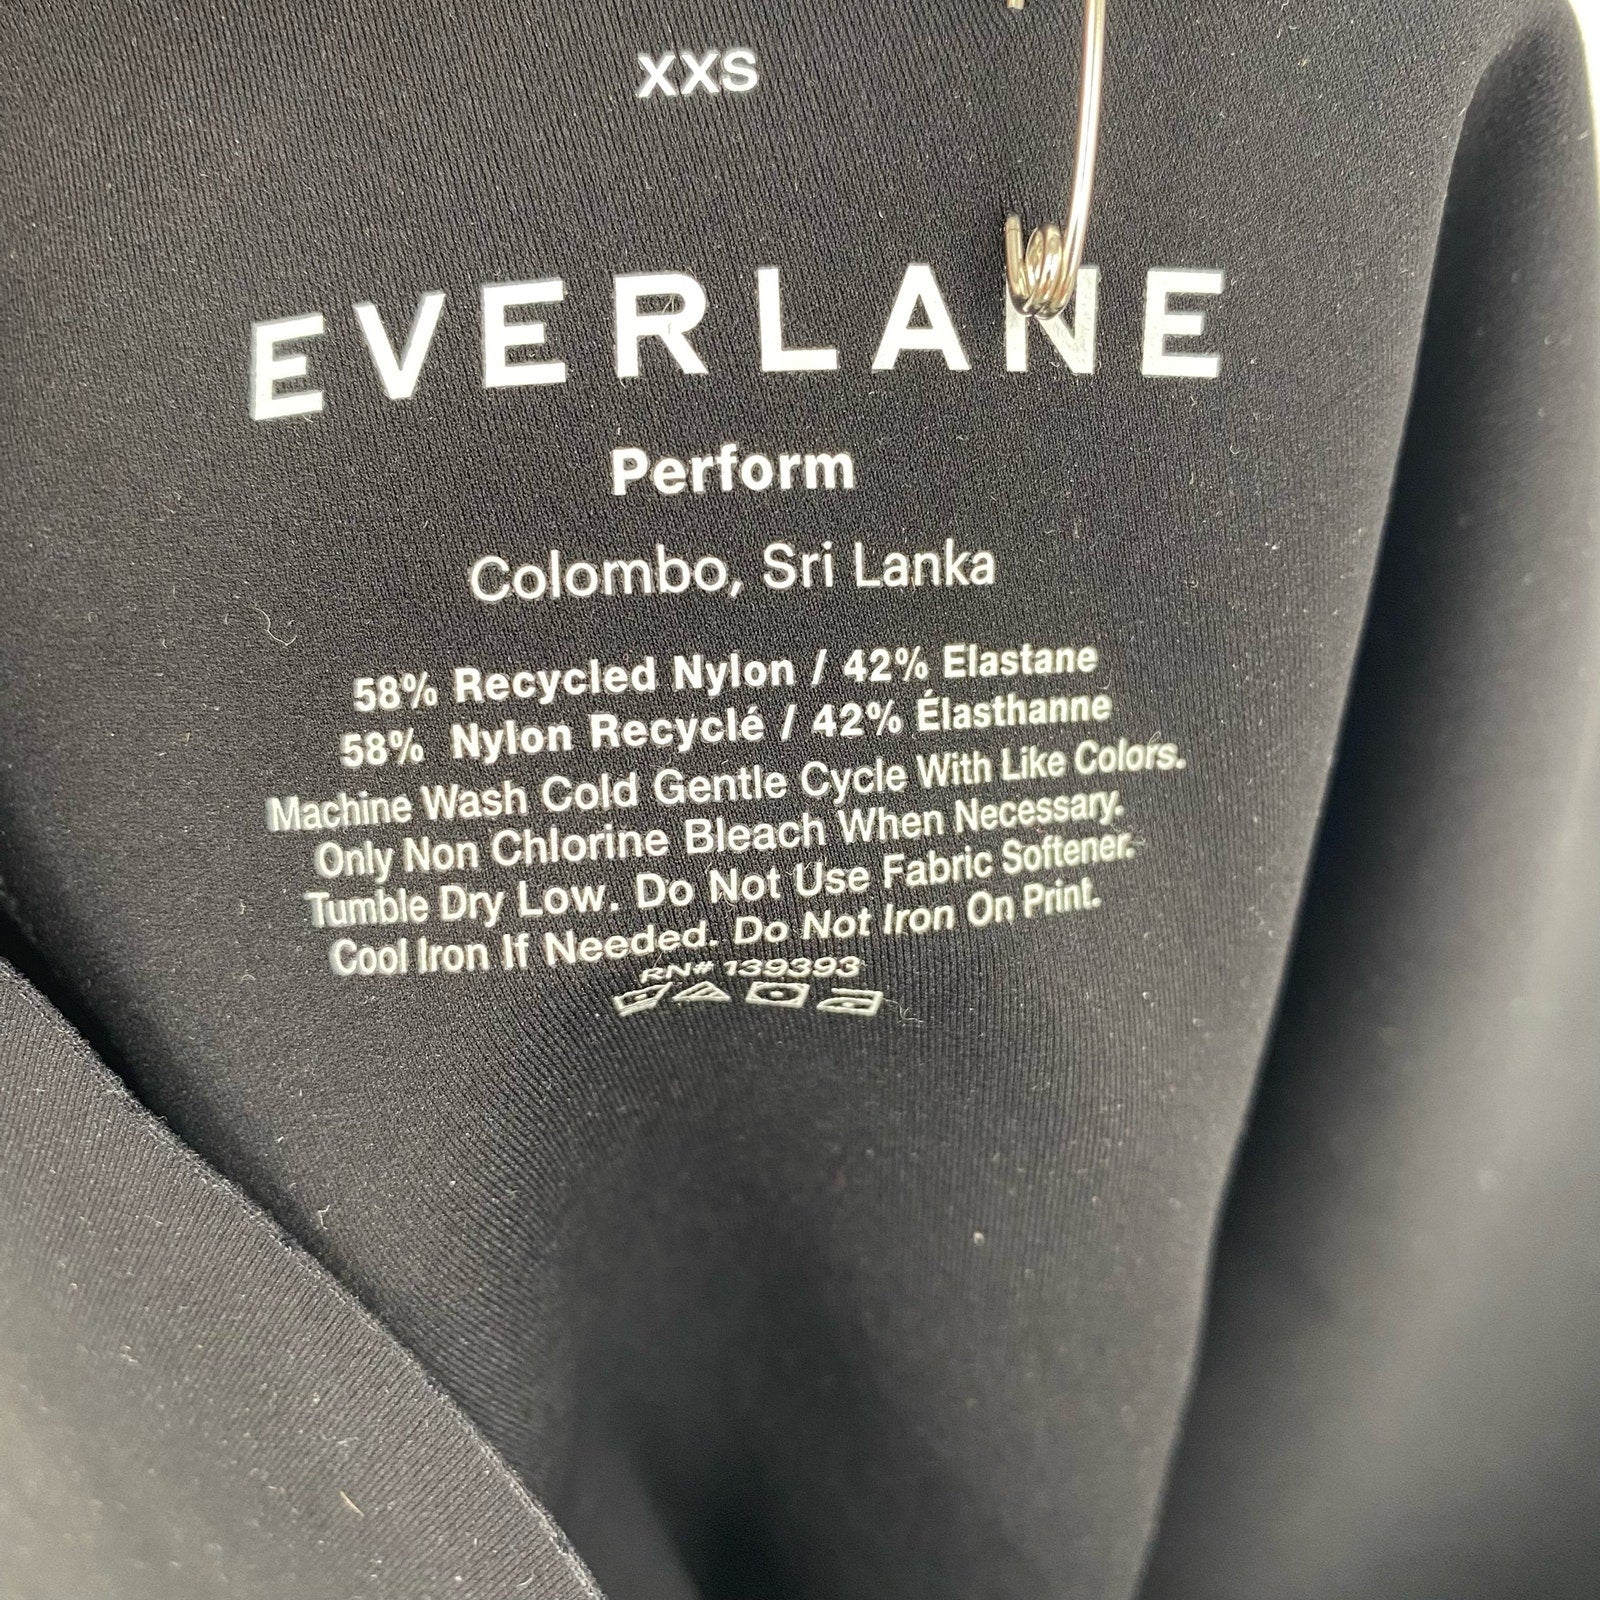 XXS
EVERLANE
Perform
Colombo, Sri Lanka
58% Recycled Nylon / 42% Elastane
58% Nylon Recyclé / 42% Élasthanne
Machine Wash Cold Gentle Cycle With Like Colors.
Only Non Chlorine Bleach When Necessary.
Tumble Dry Low. Do Not Use Fabric Softener.
Cool Iron If Needed. Do Not Iron On Print.
RN# 139393